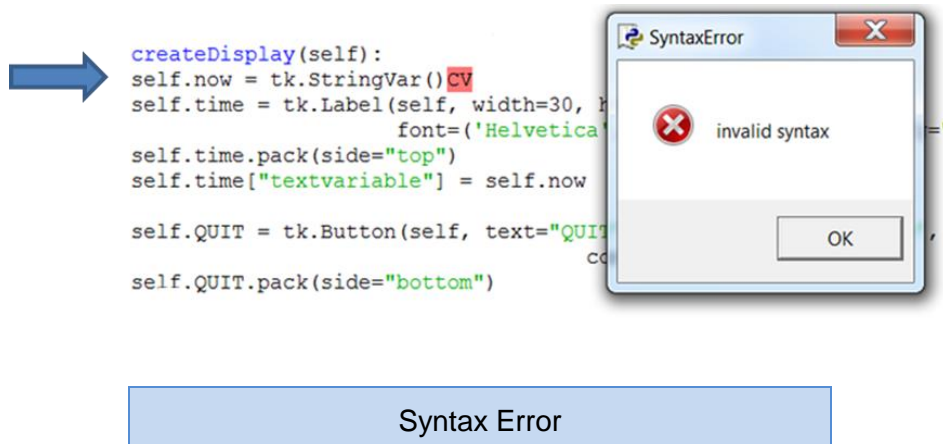 createDisplay(self):
self.now = tk.StringVar()CV
self.time = tk.Label(self, width=30,
font=('Helvetica'
self.time.pack(side="top")
self.time["textvariable"] = self.now
self.QUIT = tk.Button(self, text="QUIT
self.QUIT.pack(side="bottom")
SyntaxError
invalid syntax
OK
Syntax Error